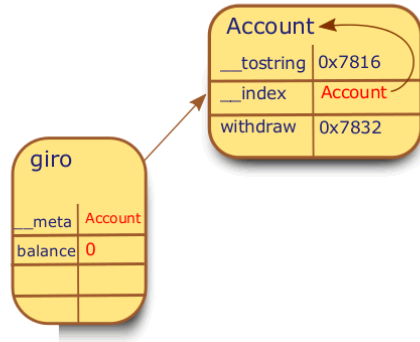 Account
__tostring 0x7816
__index Account
withdraw 0x7832
giro
__meta Account
balance 0